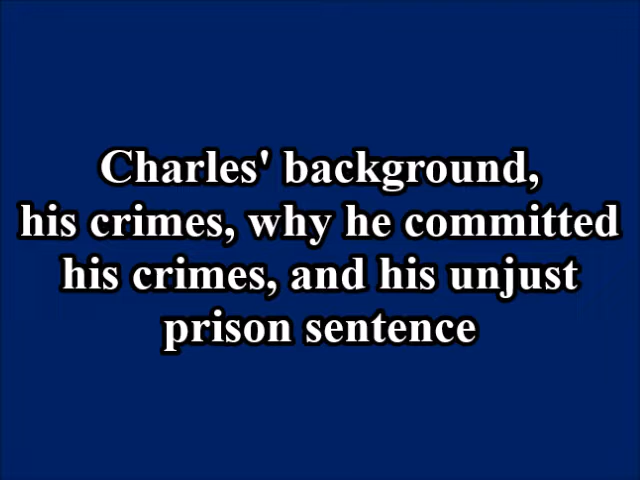 Charles' background,
his crimes, why he committed
his crimes, and his unjust
prison sentence